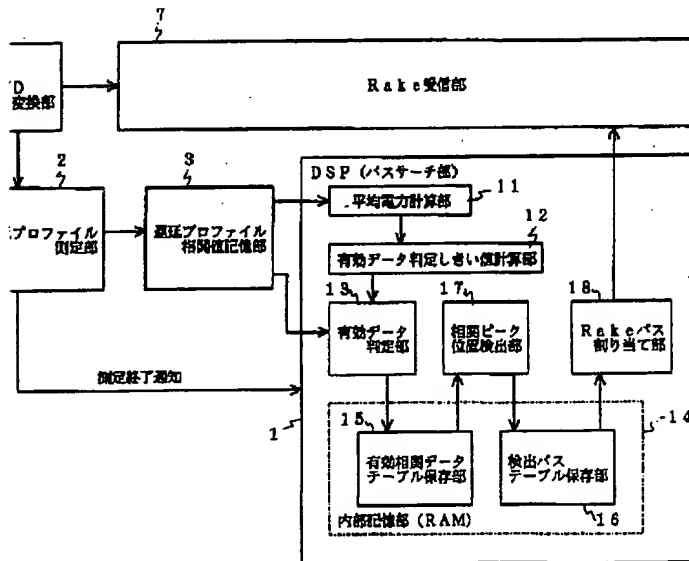 7
D
変換部
Rake受信部
2
プロファイル
測定部
3
遅延プロファイル
相関値記憶部
DSP (パスサーチ部)
11
平均電力計算部
12
有効データ判定しきい値計算部
13
有効データ
判定部
17
相関ピーク
位置検出部
18
Rakeパス
割り当て部
測定終了通知
1
14
15
有効相関データ
テーブル保存部
検出パス
テーブル保存部
16
内部記憶部 (RAM)